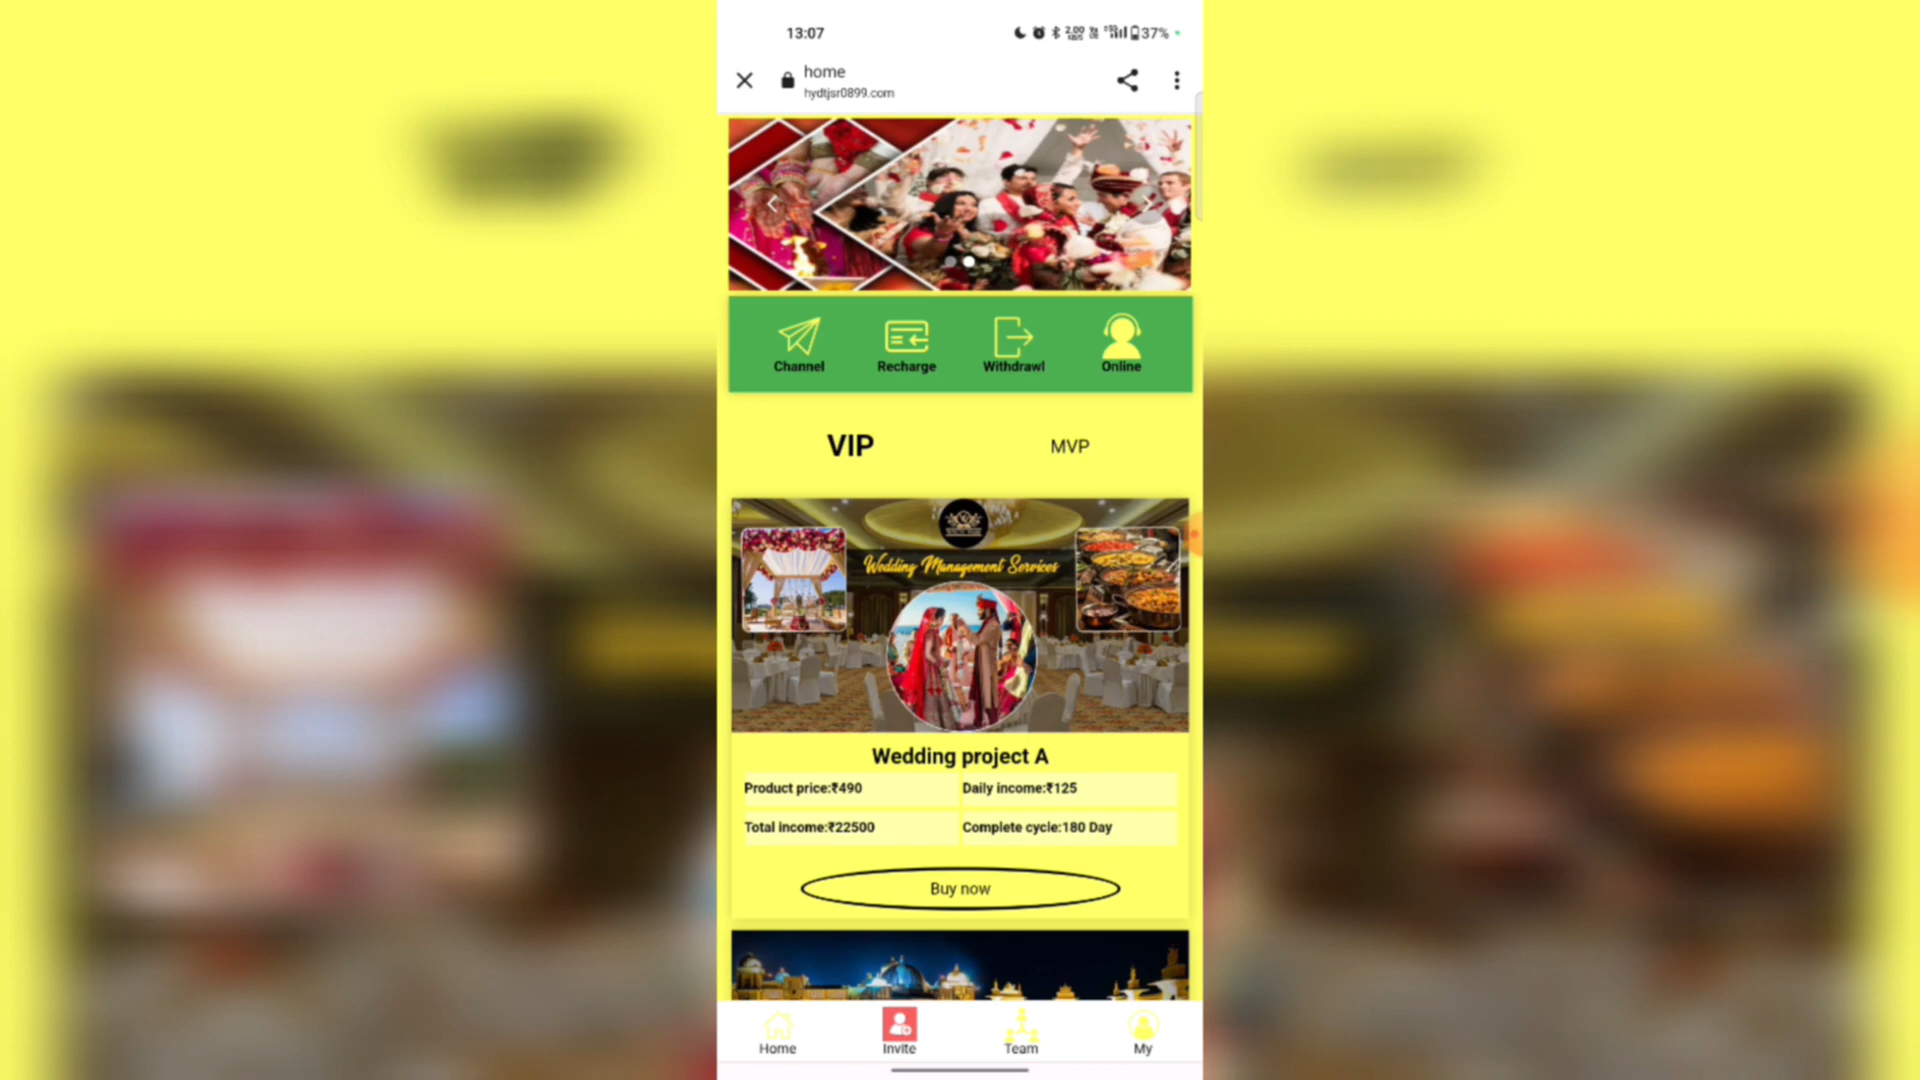 13:07
37%
home
hydtjsr0899.com
Channel
Recharge
Withdrawl
Online
VIP
MVP
Wedding Management Services
Wedding project A
Product price:₹490
Daily income:₹125
Total income:₹22500
Complete cycle:180 Day
Buy now
Home
Invite
Team
My